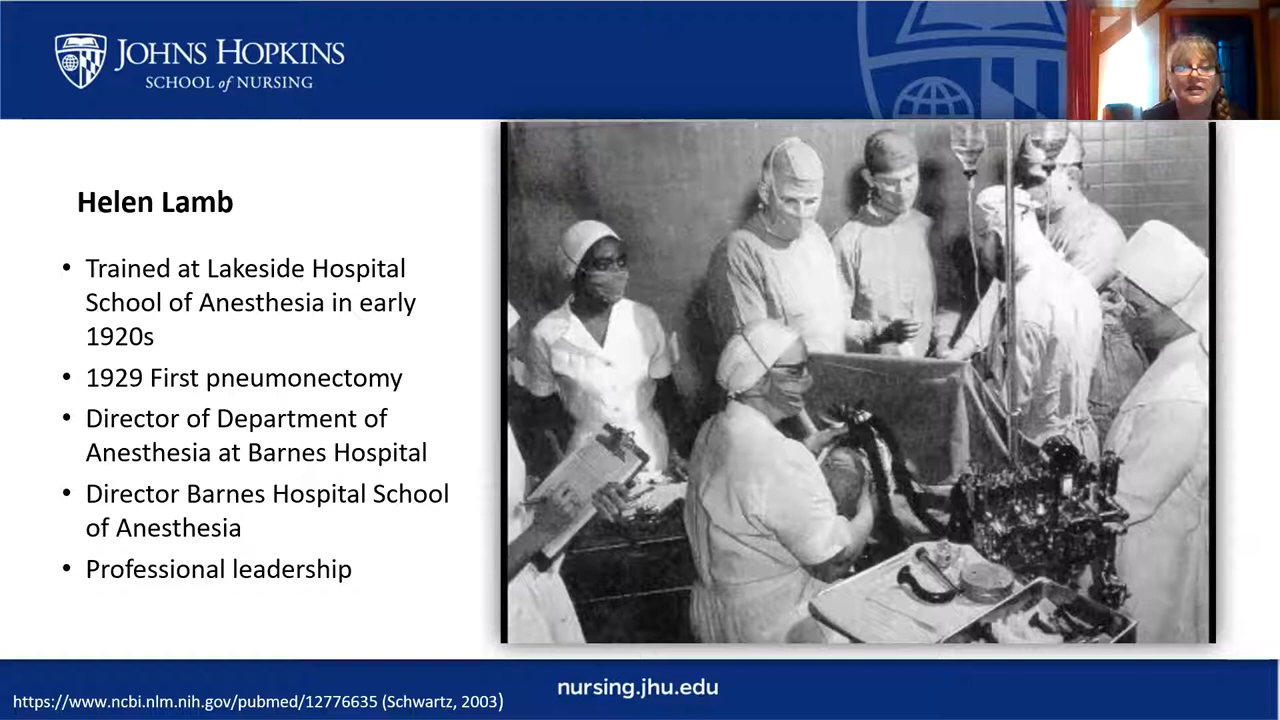 JOHNS HOPKINS
SCHOOL of NURSING
Helen Lamb
• Trained at Lakeside Hospital
School of Anesthesia in early
1920s
• 1929 First pneumonectomy
• Director of Department of
Anesthesia at Barnes Hospital
• Director Barnes Hospital School
of Anesthesia
• Professional leadership
nursing.jhu.edu
https://www.ncbi.nlm.nih.gov/pubmed/12776635 (Schwartz, 2003)